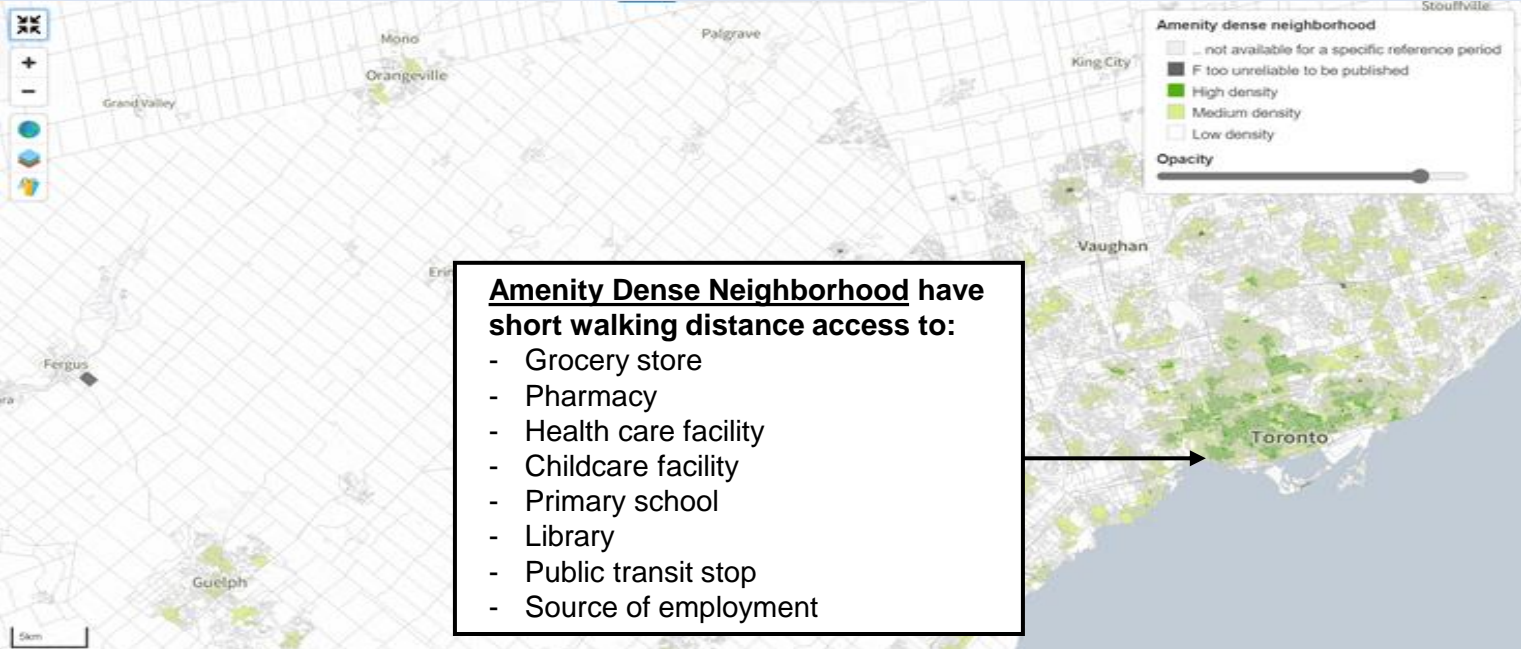 Stouffville
Amenity dense neighborhood
.. not available for a specific reference period
F too unreliable to be published
High density
Medium density
Low density
Opacity
+
−
Mono
Orangeville
Grand Valley
Palgrave
King City
Vaughan
Erin
Amenity Dense Neighborhood have
short walking distance access to:
- Grocery store
- Pharmacy
- Health care facility
- Childcare facility
- Primary school
- Library
- Public transit stop
- Source of employment
Fergus
ra
Toronto
Guelph
5km